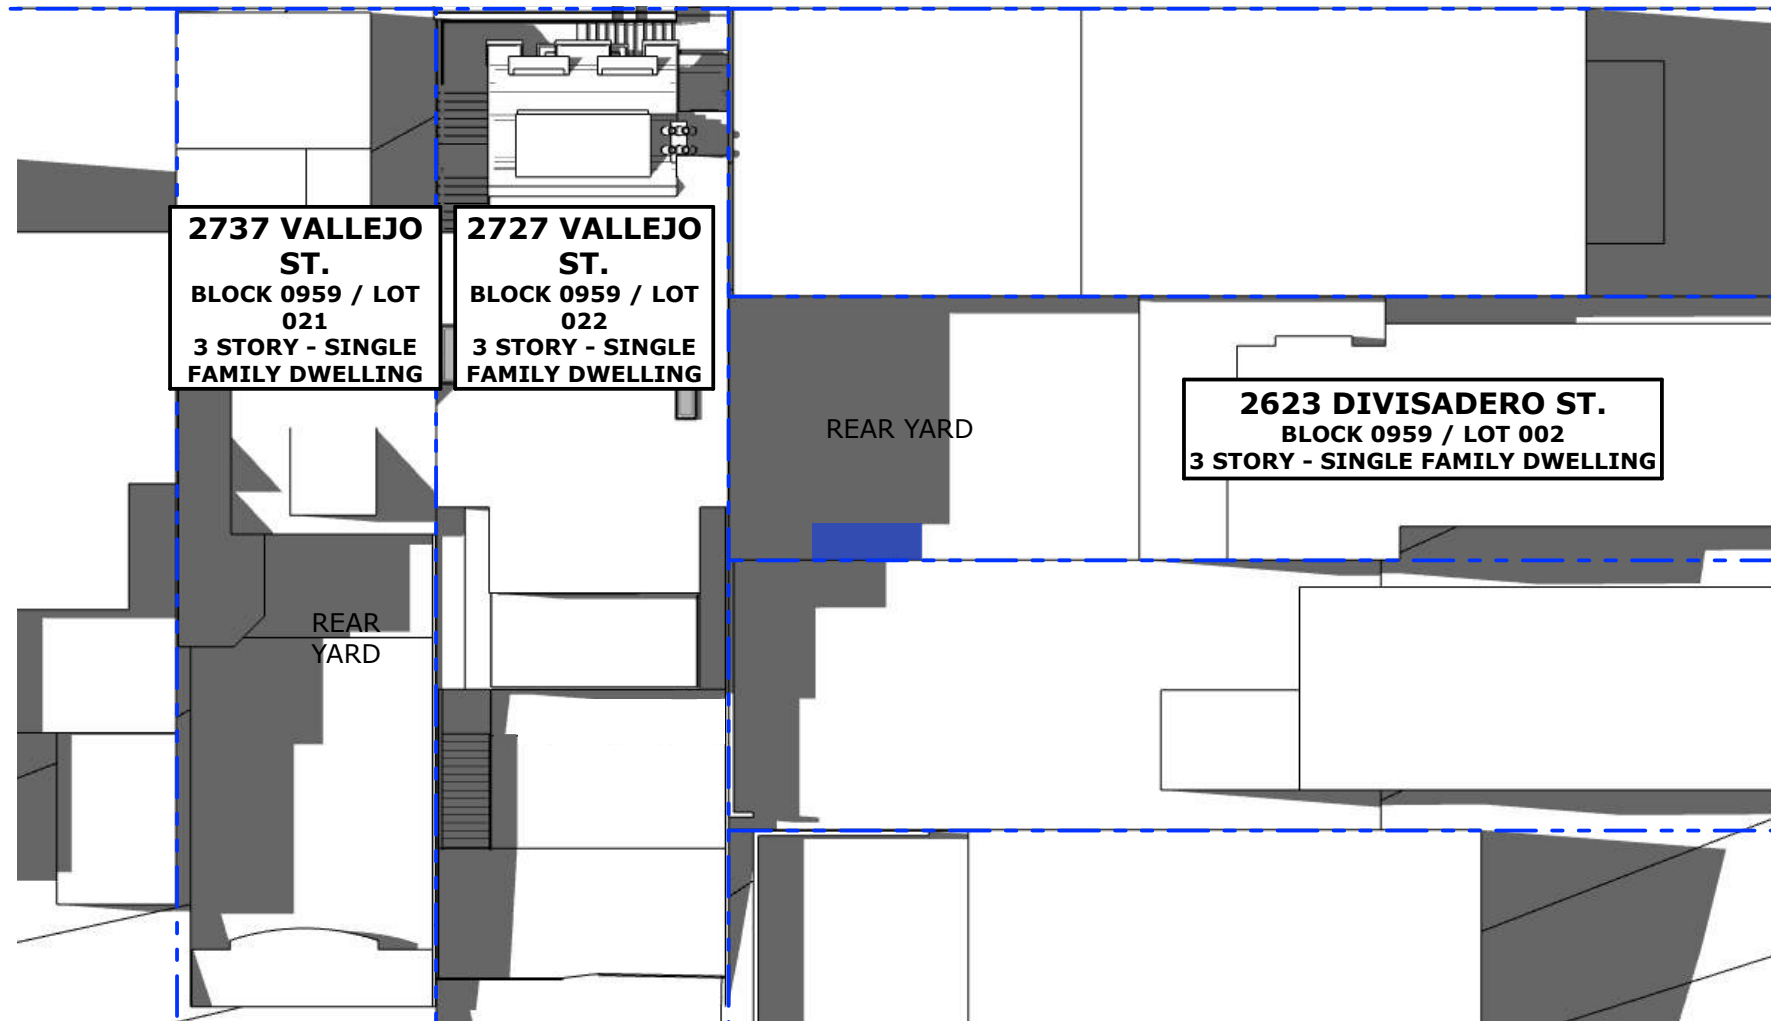 2737 VALLEJO
ST.
BLOCK 0959 / LOT
021
3 STORY - SINGLE
FAMILY DWELLING
2727 VALLEJO
ST.
BLOCK 0959 / LOT
022
3 STORY - SINGLE
FAMILY DWELLING
REAR YARD
2623 DIVISADERO ST.
BLOCK 0959 / LOT 002
3 STORY - SINGLE FAMILY DWELLING
REAR
YARD